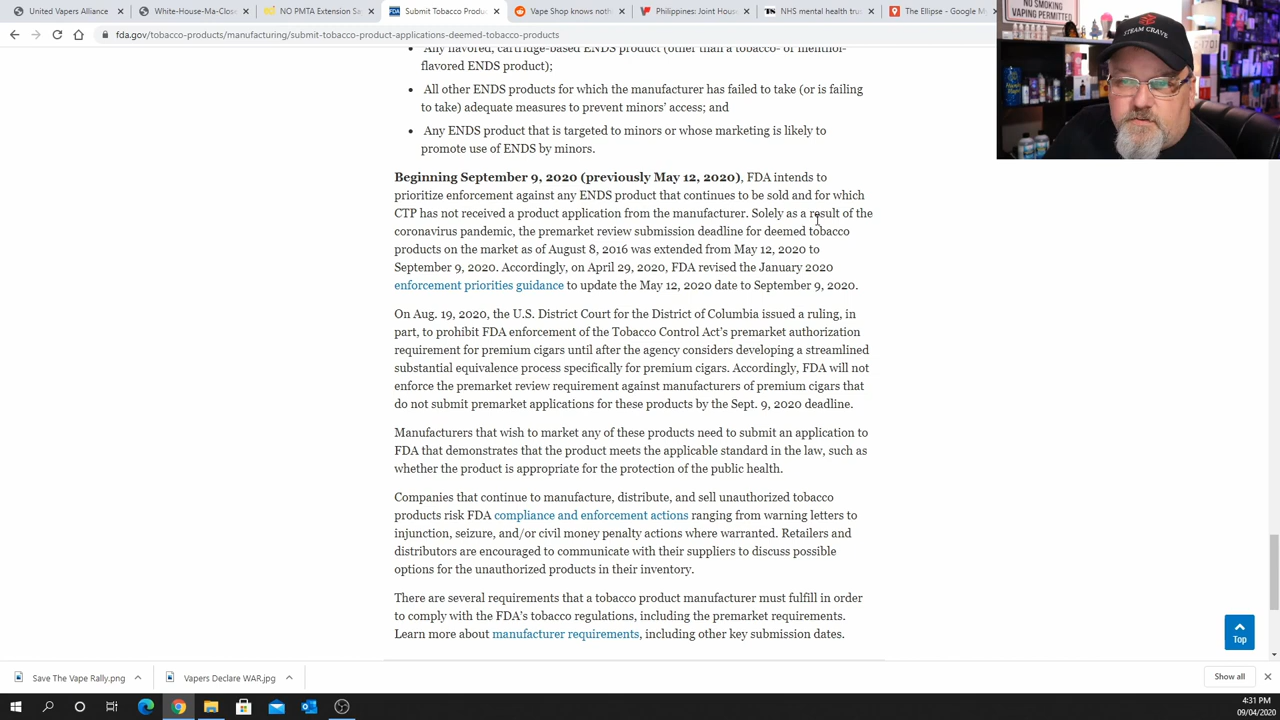 United Vapers Alliance
White-House-Ma-Close
NO PMTA Extension Se
Submit Tobacco Produc
Vape Shop knows nothi
Philippines: Joint House
NHS mental health trus
The Ellipse - Google M
fda.gov/tobacco-products/manufacturing/submit-tobacco-product-applications-deemed-tobacco-products
NO SMOKING
VAPING PERMITTED
STEAM CRAVE
Any flavored, cartridge-based ENDS product (other than a tobacco- or menthol-
flavored ENDS product);
All other ENDS products for which the manufacturer has failed to take (or is failing
to take) adequate measures to prevent minors' access; and
Any ENDS product that is targeted to minors or whose marketing is likely to
promote use of ENDS by minors.
Beginning September 9, 2020 (previously May 12, 2020), FDA intends to
prioritize enforcement against any ENDS product that continues to be sold and for which
CTP has not received a product application from the manufacturer. Solely as a result of the
coronavirus pandemic, the premarket review submission deadline for deemed tobacco
products on the market as of August 8, 2016 was extended from May 12, 2020 to
September 9, 2020. Accordingly, on April 29, 2020, FDA revised the January 2020
enforcement priorities guidance to update the May 12, 2020 date to September 9, 2020.
On Aug. 19, 2020, the U.S. District Court for the District of Columbia issued a ruling, in
part, to prohibit FDA enforcement of the Tobacco Control Act's premarket authorization
requirement for premium cigars until after the agency considers developing a streamlined
substantial equivalence process specifically for premium cigars. Accordingly, FDA will not
enforce the premarket review requirement against manufacturers of premium cigars that
do not submit premarket applications for these products by the Sept. 9, 2020 deadline.
Manufacturers that wish to market any of these products need to submit an application to
FDA that demonstrates that the product meets the applicable standard in the law, such as
whether the product is appropriate for the protection of the public health.
Companies that continue to manufacture, distribute, and sell unauthorized tobacco
products risk FDA compliance and enforcement actions ranging from warning letters to
injunction, seizure, and/or civil money penalty actions where warranted. Retailers and
distributors are encouraged to communicate with their suppliers to discuss possible
options for the unauthorized products in their inventory.
There are several requirements that a tobacco product manufacturer must fulfill in order
to comply with the FDA's tobacco regulations, including the premarket requirements.
Learn more about manufacturer requirements, including other key submission dates.
Top
Save The Vape Rally.png
Vapers Declare WAR.jpg
Show all
4:31 PM
09/04/2020